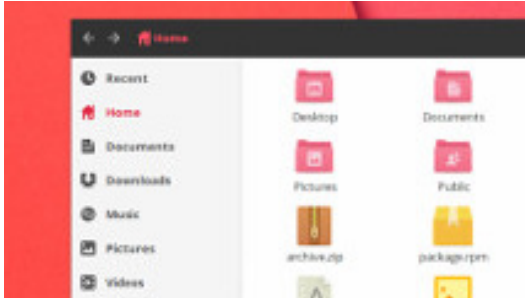 Home
Recent
Home
Documents
Downloads
Music
Pictures
Videos
Desktop
Documents
Pictures
Public
archive.zip
package.rpm